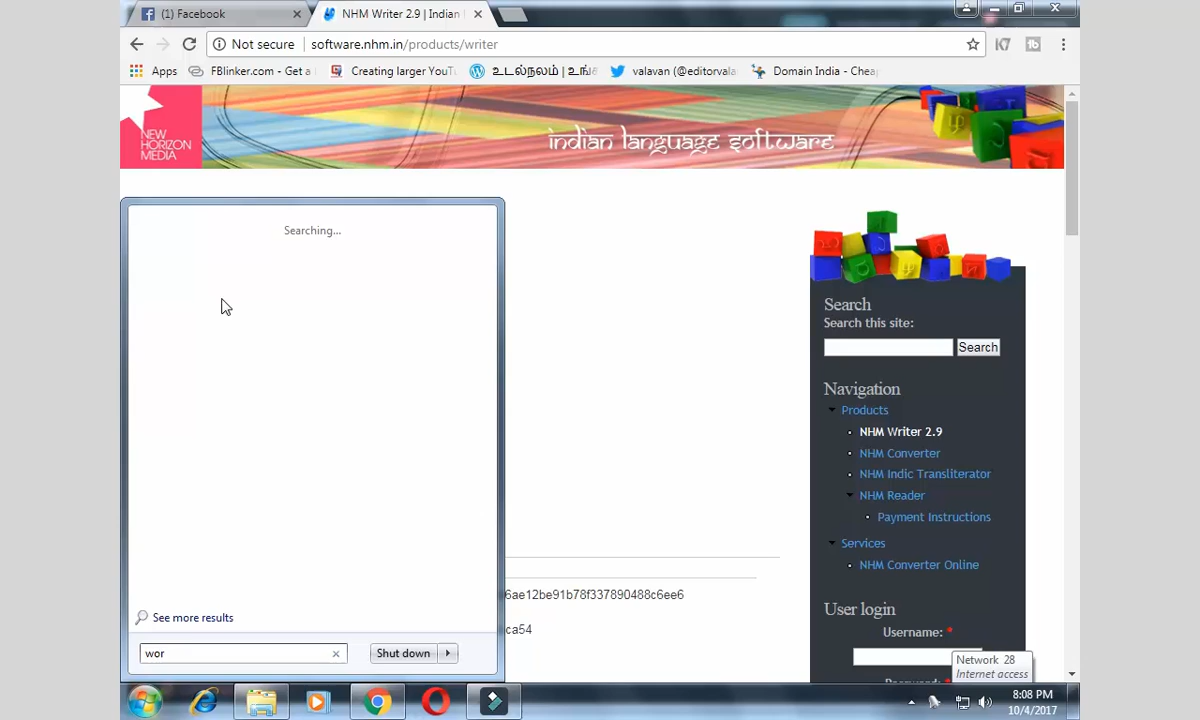 (1) Facebook
NHM Writer 2.9 | Indian
Not secure
software.nhm.in/products/writer
Apps
FBlinker.com - Get a
Creating larger YouT
உடல்நலம் | உங்
valavan (@editorvala
Domain India - Cheap
NEW
HORIZON
MEDIA
indian language software
Searching...
See more results
wor
Shut down
6ae12be91b78f337890488c6ee6
ca54
Search
Search this site:
Search
Navigation
Products
NHM Writer 2.9
NHM Converter
NHM Indic Transliterator
NHM Reader
Payment Instructions
Services
NHM Converter Online
User login
Username: *
Network 28
Internet access
8:08 PM
10/4/2017